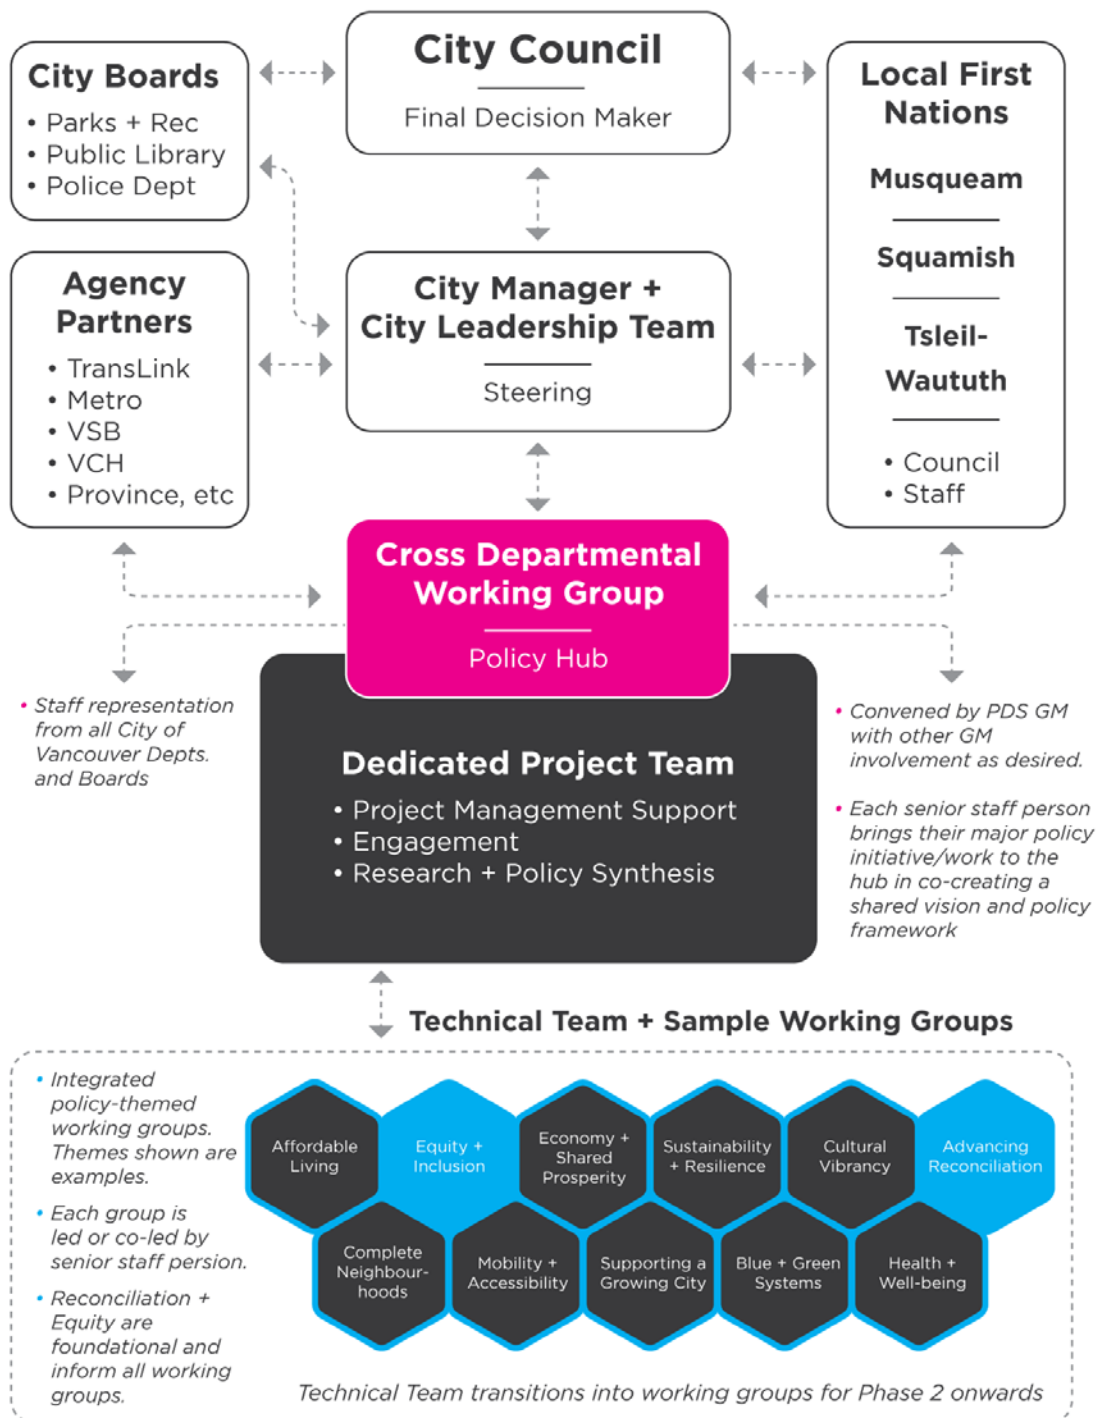 City Council
Final Decision Maker
City Boards
• Parks + Rec
• Public Library
• Police Dept
Local First
Nations
Musqueam
Squamish
Tsleil-
Waututh
• Council
• Staff
Agency
Partners
• TransLink
• Metro
• VSB
• VCH
• Province, etc
City Manager +
City Leadership Team
Steering
Cross Departmental
Working Group
Policy Hub
• Staff representation
from all City of
Vancouver Depts.
and Boards
Dedicated Project Team
• Project Management Support
• Engagement
• Research + Policy Synthesis
• Convened by PDS GM
with other GM
involvement as desired.
• Each senior staff person
brings their major policy
initiative/work to the
hub in co-creating a
shared vision and policy
framework
Technical Team + Sample Working Groups
• Integrated
policy-themed
working groups.
Themes shown are
examples.
• Each group is
led or co-led by
senior staff persion.
• Reconciliation +
Equity are
foundational and
inform all working
groups.
Affordable
Living
Equity +
Inclusion
Economy +
Shared
Prosperity
Sustainability
+ Resilience
Cultural
Vibrancy
Advancing
Reconciliation
Complete
Neighbour-
hoods
Mobility +
Accessibility
Supporting a
Growing City
Blue + Green
Systems
Health +
Well-being
Technical Team transitions into working groups for Phase 2 onwards